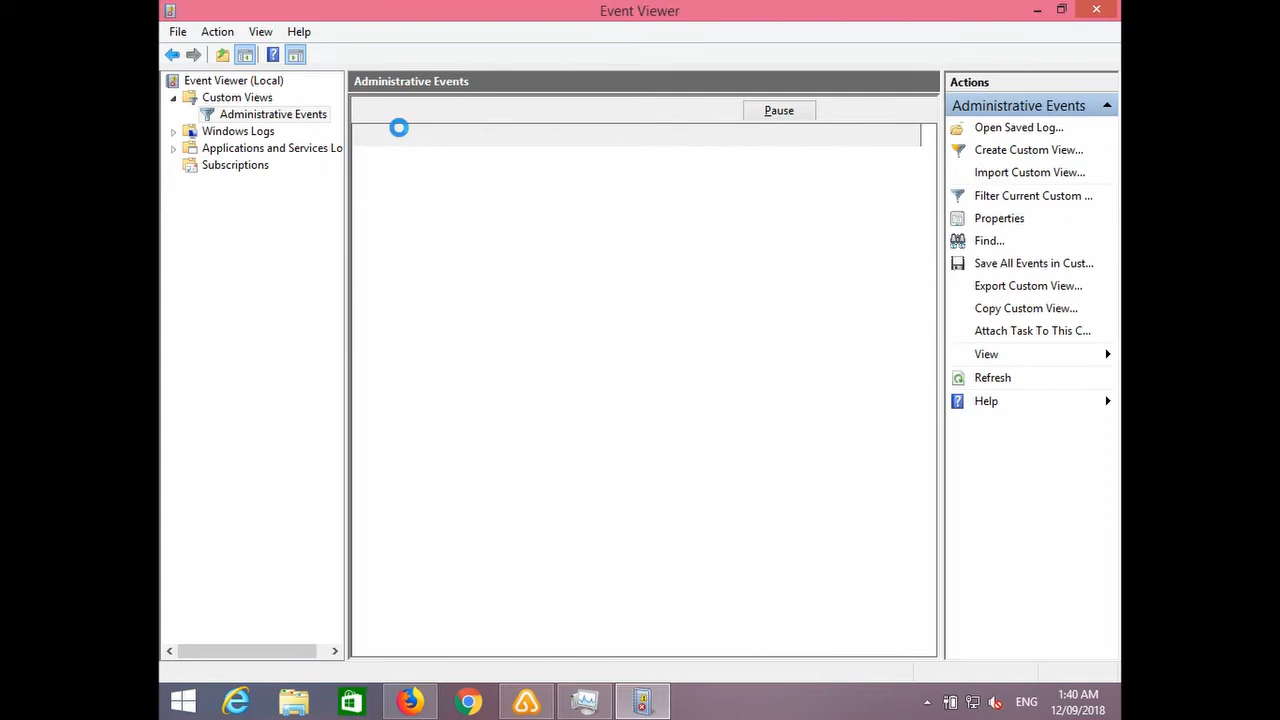 Event Viewer
File Action View Help
Event Viewer (Local)
Custom Views
Administrative Events
Windows Logs
Applications and Services Lo
Subscriptions
Administrative Events
Pause
Actions
Administrative Events
Open Saved Log...
Create Custom View...
Import Custom View...
Filter Current Custom ...
Properties
Find...
Save All Events in Cust...
Export Custom View...
Copy Custom View...
Attach Task To This C...
View
Refresh
Help
ENG
1:40 AM
12/09/2018